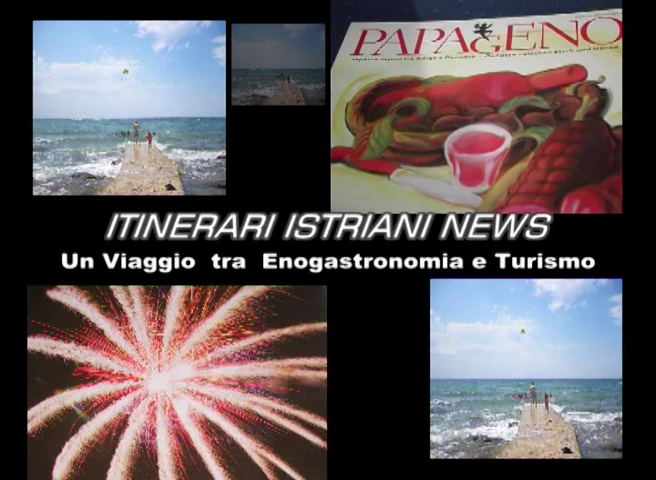 PAPAGENO
ITINERARI ISTRIANI NEWS
Un Viaggio tra Enogastronomia e Turismo